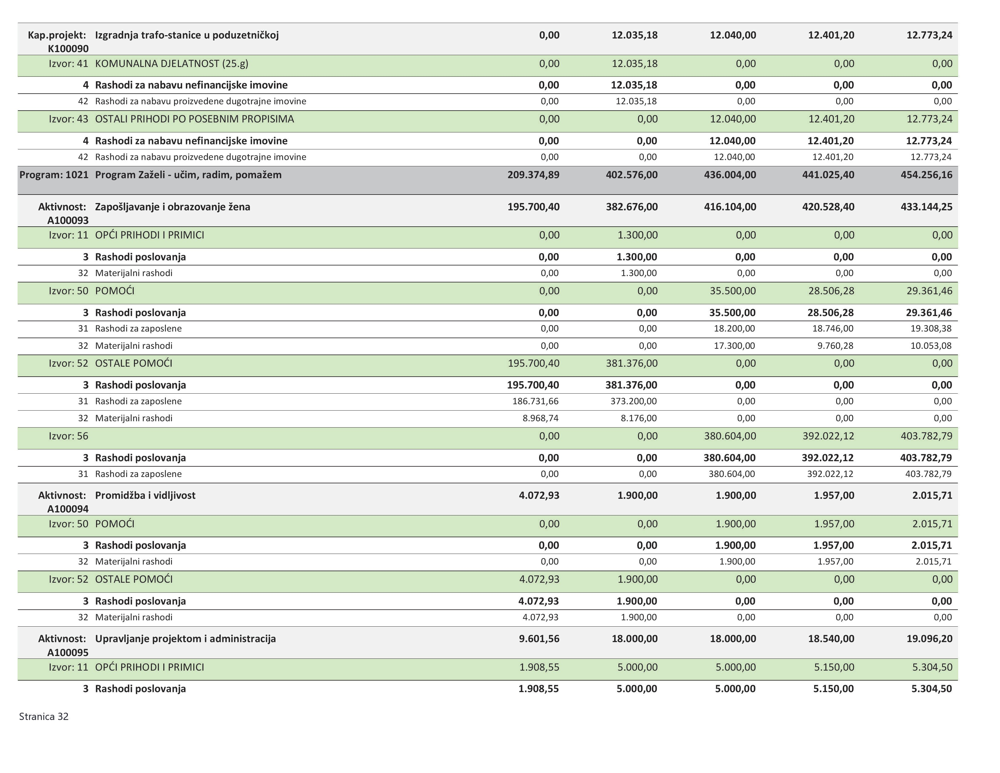 Kap.projekt: Izgradnja trafo-stanice u poduzetničkoj 0,00 12.035,18 12.040,00 12.401,20 12.773,24
K100090
Izvor: 41 KOMUNALNA DJELATNOST (25.g) 0,00 12.035,18 0,00 0,00 0,00
4 Rashodi za nabavu nefinancijske imovine 0,00 12.035,18 0,00 0,00 0,00
42 Rashodi za nabavu proizvedene dugotrajne imovine 0,00 12.035,18 0,00 0,00 0,00
Izvor: 43 OSTALI PRIHODI PO POSEBNIM PROPISIMA 0,00 0,00 12.040,00 12.401,20 12.773,24
4 Rashodi za nabavu nefinancijske imovine 0,00 0,00 12.040,00 12.401,20 12.773,24
42 Rashodi za nabavu proizvedene dugotrajne imovine 0,00 0,00 12.040,00 12.401,20 12.773,24
Program: 1021 Program Zaželi - učim, radim, pomažem 209.374,89 402.576,00 436.004,00 441.025,40 454.256,16
Aktivnost: Zapošljavanje i obrazovanje žena 195.700,40 382.676,00 416.104,00 420.528,40 433.144,25
A100093
Izvor: 11 OPĆI PRIHODI I PRIMICI 0,00 1.300,00 0,00 0,00 0,00
3 Rashodi poslovanja 0,00 1.300,00 0,00 0,00 0,00
32 Materijalni rashodi 0,00 1.300,00 0,00 0,00 0,00
Izvor: 50 POMOĆI 0,00 0,00 35.500,00 28.506,28 29.361,46
3 Rashodi poslovanja 0,00 0,00 35.500,00 28.506,28 29.361,46
31 Rashodi za zaposlene 0,00 0,00 18.200,00 18.746,00 19.308,38
32 Materijalni rashodi 0,00 0,00 17.300,00 9.760,28 10.053,08
Izvor: 52 OSTALE POMOĆI 195.700,40 381.376,00 0,00 0,00 0,00
3 Rashodi poslovanja 195.700,40 381.376,00 0,00 0,00 0,00
31 Rashodi za zaposlene 186.731,66 373.200,00 0,00 0,00 0,00
32 Materijalni rashodi 8.968,74 8.176,00 0,00 0,00 0,00
Izvor: 56 0,00 0,00 380.604,00 392.022,12 403.782,79
3 Rashodi poslovanja 0,00 0,00 380.604,00 392.022,12 403.782,79
31 Rashodi za zaposlene 0,00 0,00 380.604,00 392.022,12 403.782,79
Aktivnost: Promidžba i vidljivost 4.072,93 1.900,00 1.900,00 1.957,00 2.015,71
A100094
Izvor: 50 POMOĆI 0,00 0,00 1.900,00 1.957,00 2.015,71
3 Rashodi poslovanja 0,00 0,00 1.900,00 1.957,00 2.015,71
32 Materijalni rashodi 0,00 0,00 1.900,00 1.957,00 2.015,71
Izvor: 52 OSTALE POMOĆI 4.072,93 1.900,00 0,00 0,00 0,00
3 Rashodi poslovanja 4.072,93 1.900,00 0,00 0,00 0,00
32 Materijalni rashodi 4.072,93 1.900,00 0,00 0,00 0,00
Aktivnost: Upravljanje projektom i administracija 9.601,56 18.000,00 18.000,00 18.540,00 19.096,20
A100095
Izvor: 11 OPĆI PRIHODI I PRIMICI 1.908,55 5.000,00 5.000,00 5.150,00 5.304,50
3 Rashodi poslovanja 1.908,55 5.000,00 5.000,00 5.150,00 5.304,50
Stranica 32